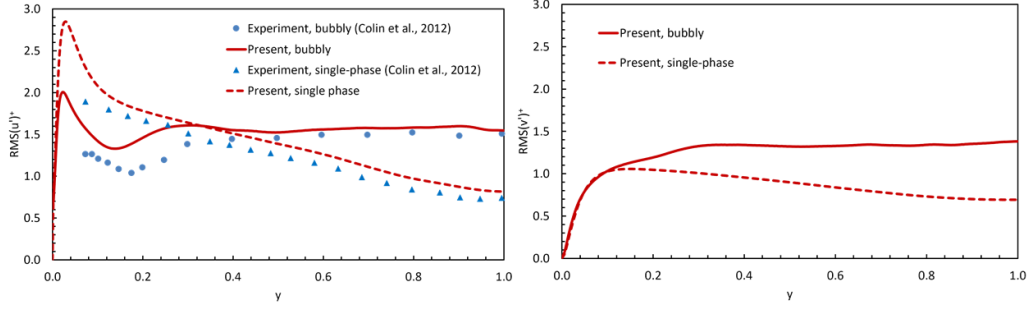 3.0
2.5
2.0
1.5
1.0
0.5
0.0
RMS(u')⁺
Experiment, bubbly (Colin et al., 2012)
Present, bubbly
Experiment, single-phase (Colin et al., 2012)
Present, single phase
0.0 0.2 0.4 0.6 0.8 1.0
y
3.0
2.5
2.0
1.5
1.0
0.5
0.0
RMS(v')⁺
Present, bubbly
Present, single-phase
0.0 0.2 0.4 0.6 0.8 1.0
y